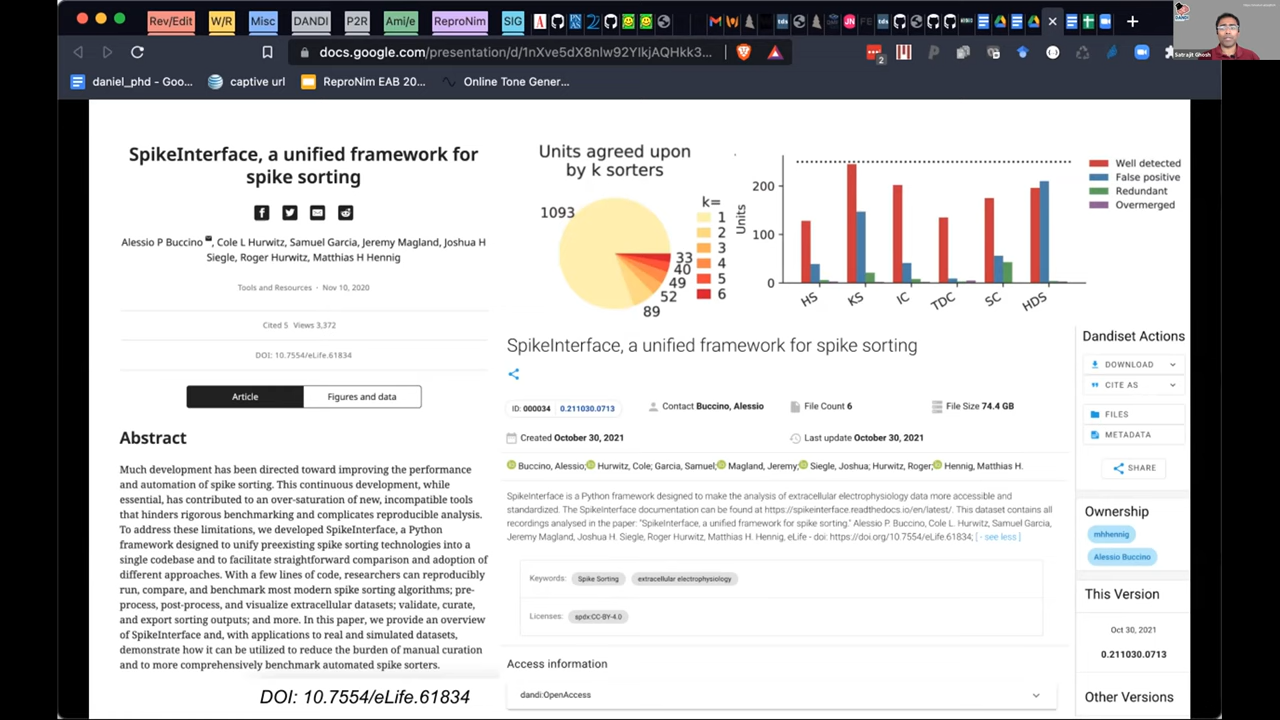 Rev/Edit
W/R
Misc
DANDI
P2R
Ami/e
ReproNim
SIG
docs.google.com/presentation/d/1nXve5dX8nIw92YIkjAQHkk3...
2
Satrajit Ghosh
daniel_phd - Goo...
captive url
ReproNim EAB 20...
Online Tone Gener...
SpikeInterface, a unified framework for
spike sorting
Alessio P Buccino, Cole L Hurwitz, Samuel Garcia, Jeremy Magland, Joshua H
Siegle, Roger Hurwitz, Matthias H Hennig
Tools and Resources · Nov 10, 2020
Cited 5 Views 3,372
DOI: 10.7554/eLife.61834
Article
Figures and data
Abstract
Much development has been directed toward improving the performance
and automation of spike sorting. This continuous development, while
essential, has contributed to an over-saturation of new, incompatible tools
that hinders rigorous benchmarking and complicates reproducible analysis.
To address these limitations, we developed SpikeInterface, a Python
framework designed to unify preexisting spike sorting technologies into a
single codebase and to facilitate straightforward comparison and adoption of
different approaches. With a few lines of code, researchers can reproducibly
run, compare, and benchmark most modern spike sorting algorithms; pre-
process, post-process, and visualize extracellular datasets; validate, curate,
and export sorting outputs; and more. In this paper, we provide an overview
of SpikeInterface and, with applications to real and simulated datasets,
demonstrate how it can be utilized to reduce the burden of manual curation
and to more comprehensively benchmark automated spike sorters.
DOI: 10.7554/eLife.61834
Units agreed upon
by k sorters
1093
33
40
49
52
89
k=
1
2
3
4
5
6
Units
200
100
0
HS
KS
IC
TDC
SC
HDS
Well detected
False positive
Redundant
Overmerged
SpikeInterface, a unified framework for spike sorting
ID: 000034 0.211030.0713
Contact Buccino, Alessio
File Count 6
File Size 74.4 GB
Created October 30, 2021
Last update October 30, 2021
Buccino, Alessio; Hurwitz, Cole; Garcia, Samuel; Magland, Jeremy; Siegle, Joshua; Hurwitz, Roger; Hennig, Matthias H.
SpikeInterface is a Python framework designed to make the analysis of extracellular electrophysiology data more accessible and
standardized. The SpikeInterface documentation can be found at https://spikeinterface.readthedocs.io/en/latest/. This dataset contains all
recordings analysed in the paper: "SpikeInterface, a unified framework for spike sorting." Alessio P. Buccino, Cole L. Hurwitz, Samuel Garcia,
Jeremy Magland, Joshua H. Siegle, Roger Hurwitz, Matthias H. Hennig, eLife - doi: https://doi.org/10.7554/eLife.61834; [ - see less ]
Keywords: Spike Sorting extracellular electrophysiology
Licenses: spdx:CC-BY-4.0
Access information
dandi:OpenAccess
Dandiset Actions
DOWNLOAD
CITE AS
FILES
METADATA
SHARE
Ownership
mhhennig
Alessio Buccino
This Version
Oct 30, 2021
0.211030.0713
Other Versions